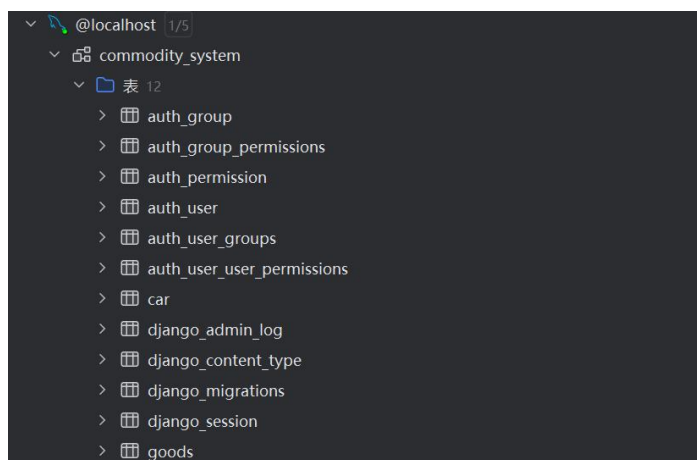 @localhost 1/5
commodity_system
表 12
auth_group
auth_group_permissions
auth_permission
auth_user
auth_user_groups
auth_user_user_permissions
car
django_admin_log
django_content_type
django_migrations
django_session
goods